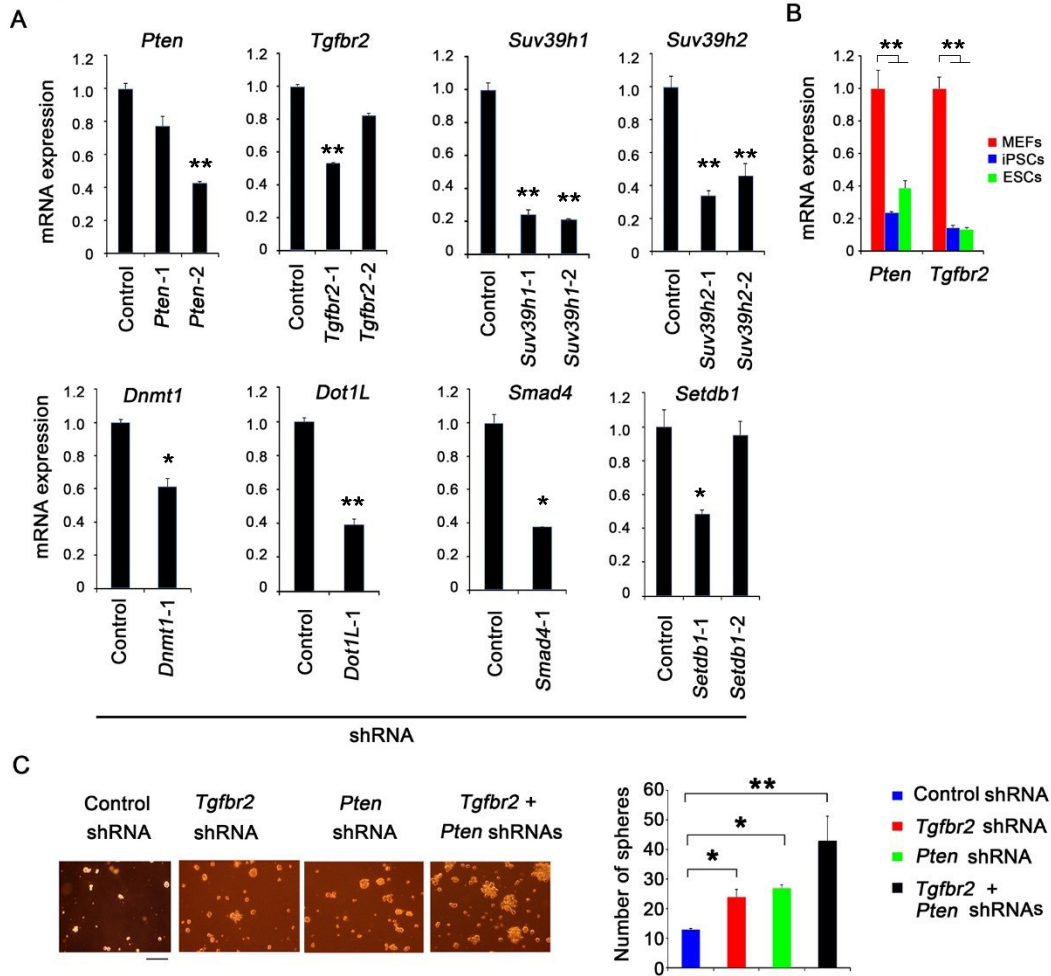 A
Pten
mRNA expression
1.2
1.0
0.8
0.6
0.4
0.2
0
**
Control
Pten-1
Pten-2
Tgfbr2
1.2
1.0
0.8
0.6
0.4
0.2
0
**
Control
Tgfbr2-1
Tgfbr2-2
Suv39h1
1.2
1.0
0.8
0.6
0.4
0.2
0
**
**
Control
Suv39h1-1
Suv39h1-2
Suv39h2
1.2
1.0
0.8
0.6
0.4
0.2
0
**
**
Control
Suv39h2-1
Suv39h2-2
B
mRNA expression
1.2
1.0
0.8
0.6
0.4
0.2
0
**
**
Pten
Tgfbr2
MEFs
iPSCs
ESCs
Dnmt1
mRNA expression
1.2
1.0
0.8
0.6
0.4
0.2
0
*
Control
Dnmt1-1
Dot1L
1.2
1.0
0.8
0.6
0.4
0.2
0
**
Control
Dot1L-1
Smad4
1.2
1.0
0.8
0.6
0.4
0.2
0
*
Control
Smad4-1
Setdb1
1.2
1.0
0.8
0.6
0.4
0.2
0
*
Control
Setdb1-1
Setdb1-2
shRNA
C
Control
shRNA
Tgfbr2
shRNA
Pten
shRNA
Tgfbr2 +
Pten shRNAs
Number of spheres
60
50
40
30
20
10
0
*
*
**
Control shRNA
Tgfbr2 shRNA
Pten shRNA
Tgfbr2 +
Pten shRNAs